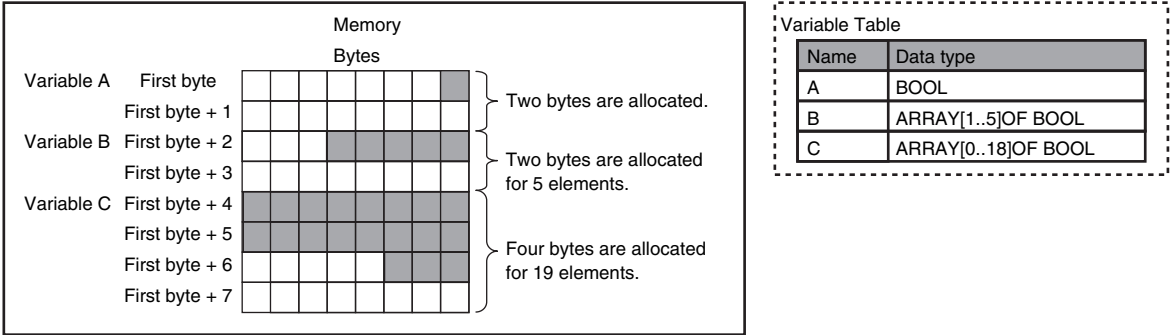 Memory
Bytes
Variable A First byte
First byte + 1
Two bytes are allocated.
Variable B First byte + 2
First byte + 3
Two bytes are allocated
for 5 elements.
Variable C First byte + 4
First byte + 5
First byte + 6
First byte + 7
Four bytes are allocated
for 19 elements.
Variable Table
Name Data type
A BOOL
B ARRAY[1..5]OF BOOL
C ARRAY[0..18]OF BOOL